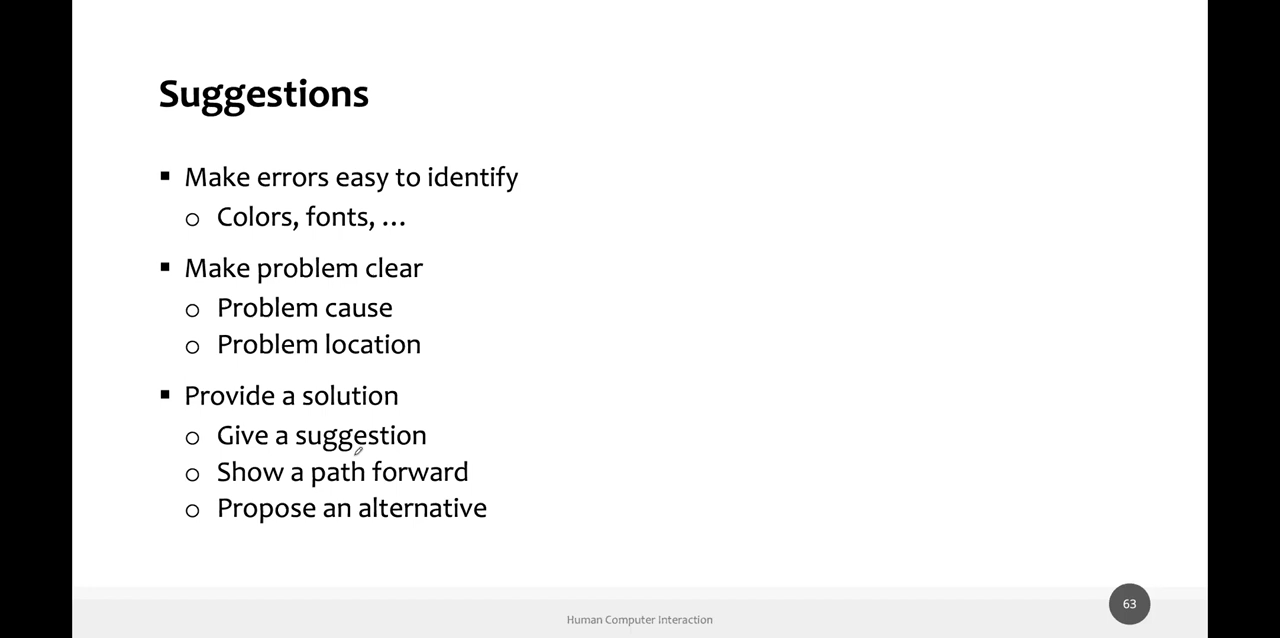 Suggestions
▪ Make errors easy to identify
o Colors, fonts, …
▪ Make problem clear
o Problem cause
o Problem location
▪ Provide a solution
o Give a suggestion
o Show a path forward
o Propose an alternative
Human Computer Interaction
63